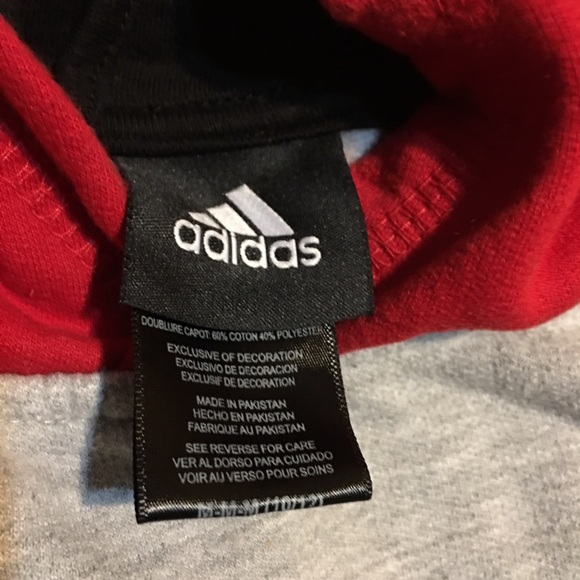 adidas
DOUBLURE CAPOT: 60% COTON 40% POLYESTER
EXCLUSIVE OF DECORATION
EXCLUSIVO DE DECORACION
EXCLUSIF DE DECORATION
MADE IN PAKISTAN
HECHO EN PAKISTAN
FABRIQUE AU PAKISTAN
SEE REVERSE FOR CARE
VER AL DORSO PARA CUIDADO
VOIR AU VERSO POUR SOINS
M-M-M (10/12)